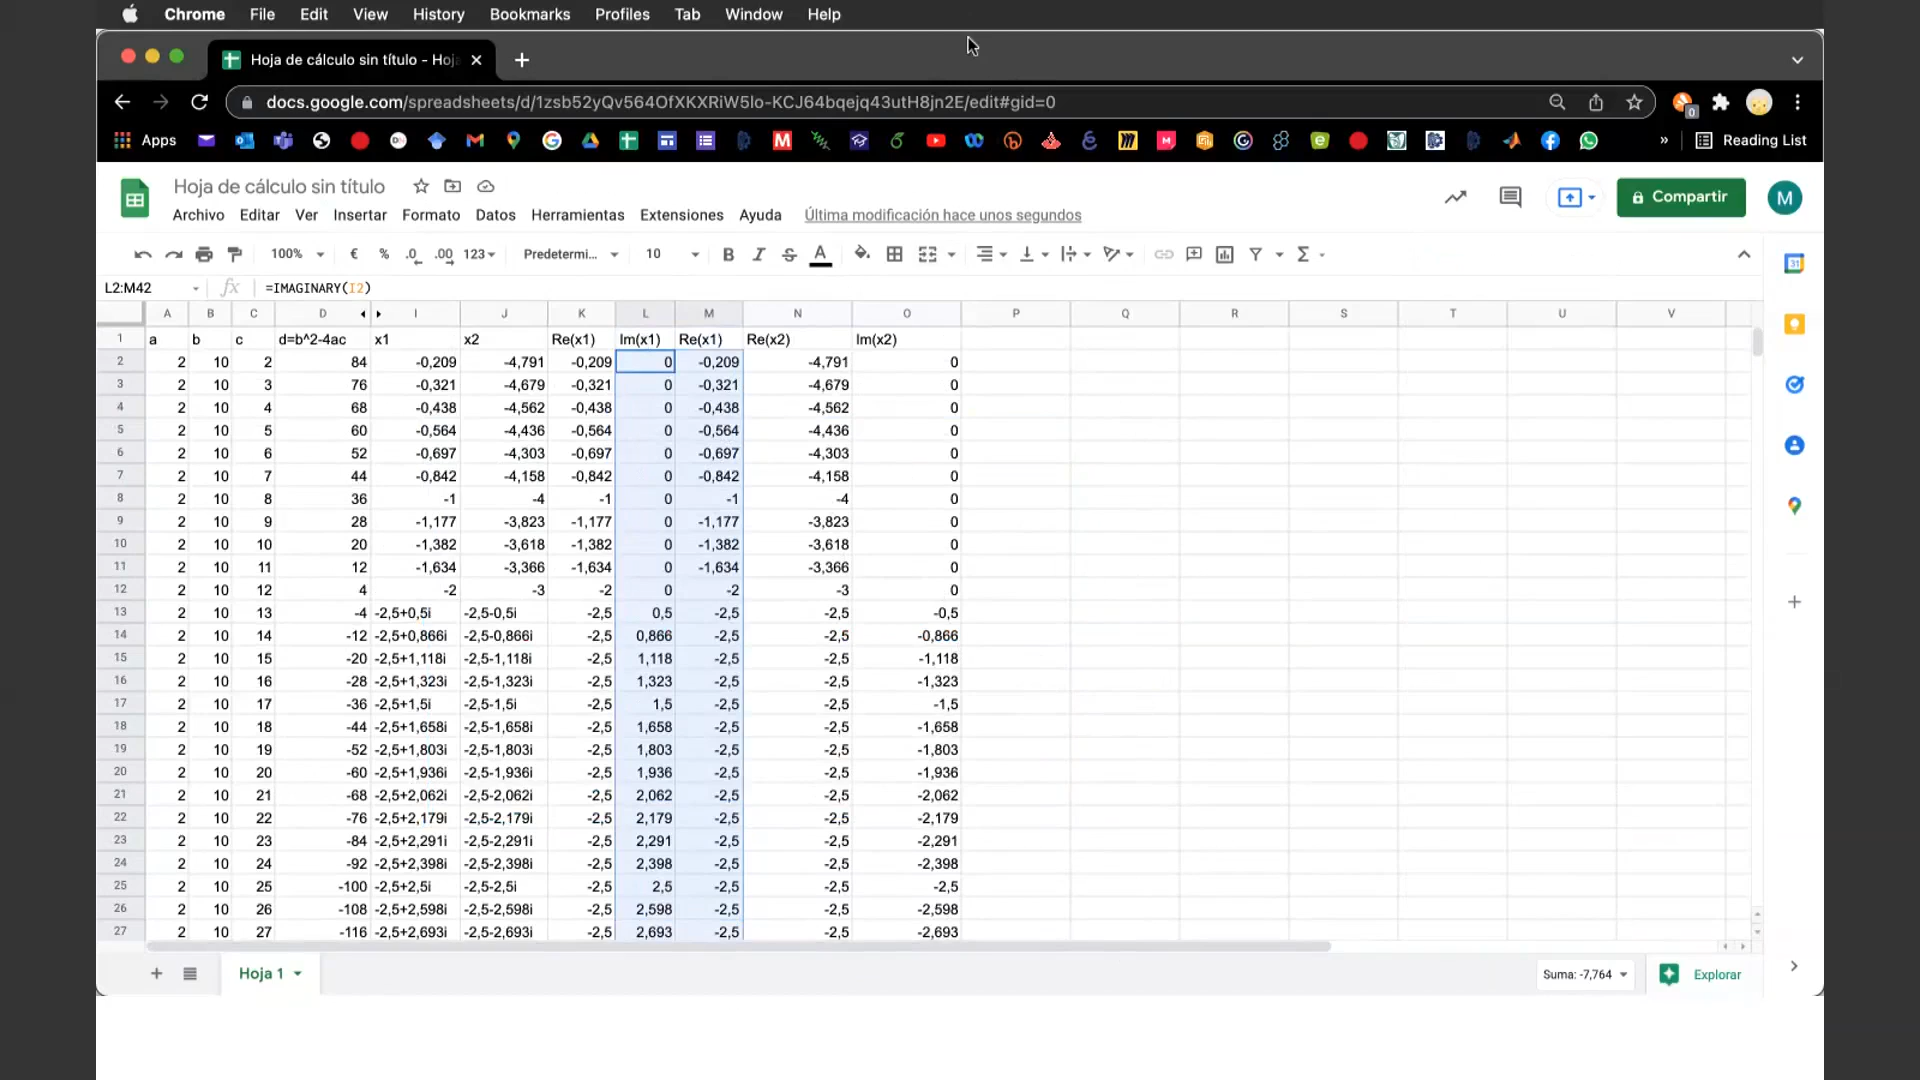 Chrome File Edit View History Bookmarks Profiles Tab Window Help
Hoja de cálculo sin título - Hoj
docs.google.com/spreadsheets/d/1zsb52yQv564OfXKXRiW5lo-KCJ64bqejq43utH8jn2E/edit#gid=0
Apps Reading List
Hoja de cálculo sin título
Archivo Editar Ver Insertar Formato Datos Herramientas Extensiones Ayuda Última modificación hace unos segundos
Compartir M
100% € % .0 .00 123 Predetermi... 10 B I S A
L2:M42 fx =IMAGINARY(I2)
A B C D I J K L M N O P Q R S T U V
1 a b c d=b^2-4ac x1 x2 Re(x1) Im(x1) Re(x1) Re(x2) Im(x2)
2 2 10 2 84 -0,209 -4,791 -0,209 0 -0,209 -4,791 0
3 2 10 3 76 -0,321 -4,679 -0,321 0 -0,321 -4,679 0
4 2 10 4 68 -0,438 -4,562 -0,438 0 -0,438 -4,562 0
5 2 10 5 60 -0,564 -4,436 -0,564 0 -0,564 -4,436 0
6 2 10 6 52 -0,697 -4,303 -0,697 0 -0,697 -4,303 0
7 2 10 7 44 -0,842 -4,158 -0,842 0 -0,842 -4,158 0
8 2 10 8 36 -1 -4 -1 0 -1 -4 0
9 2 10 9 28 -1,177 -3,823 -1,177 0 -1,177 -3,823 0
10 2 10 10 20 -1,382 -3,618 -1,382 0 -1,382 -3,618 0
11 2 10 11 12 -1,634 -3,366 -1,634 0 -1,634 -3,366 0
12 2 10 12 4 -2 -3 -2 0 -2 -3 0
13 2 10 13 -4 -2,5+0,5i -2,5-0,5i -2,5 0,5 -2,5 -2,5 -0,5
14 2 10 14 -12 -2,5+0,866i -2,5-0,866i -2,5 0,866 -2,5 -2,5 -0,866
15 2 10 15 -20 -2,5+1,118i -2,5-1,118i -2,5 1,118 -2,5 -2,5 -1,118
16 2 10 16 -28 -2,5+1,323i -2,5-1,323i -2,5 1,323 -2,5 -2,5 -1,323
17 2 10 17 -36 -2,5+1,5i -2,5-1,5i -2,5 1,5 -2,5 -2,5 -1,5
18 2 10 18 -44 -2,5+1,658i -2,5-1,658i -2,5 1,658 -2,5 -2,5 -1,658
19 2 10 19 -52 -2,5+1,803i -2,5-1,803i -2,5 1,803 -2,5 -2,5 -1,803
20 2 10 20 -60 -2,5+1,936i -2,5-1,936i -2,5 1,936 -2,5 -2,5 -1,936
21 2 10 21 -68 -2,5+2,062i -2,5-2,062i -2,5 2,062 -2,5 -2,5 -2,062
22 2 10 22 -76 -2,5+2,179i -2,5-2,179i -2,5 2,179 -2,5 -2,5 -2,179
23 2 10 23 -84 -2,5+2,291i -2,5-2,291i -2,5 2,291 -2,5 -2,5 -2,291
24 2 10 24 -92 -2,5+2,398i -2,5-2,398i -2,5 2,398 -2,5 -2,5 -2,398
25 2 10 25 -100 -2,5+2,5i -2,5-2,5i -2,5 2,5 -2,5 -2,5 -2,5
26 2 10 26 -108 -2,5+2,598i -2,5-2,598i -2,5 2,598 -2,5 -2,5 -2,598
27 2 10 27 -116 -2,5+2,693i -2,5-2,693i -2,5 2,693 -2,5 -2,5 -2,693
Hoja 1 Suma: -7,764 Explorar